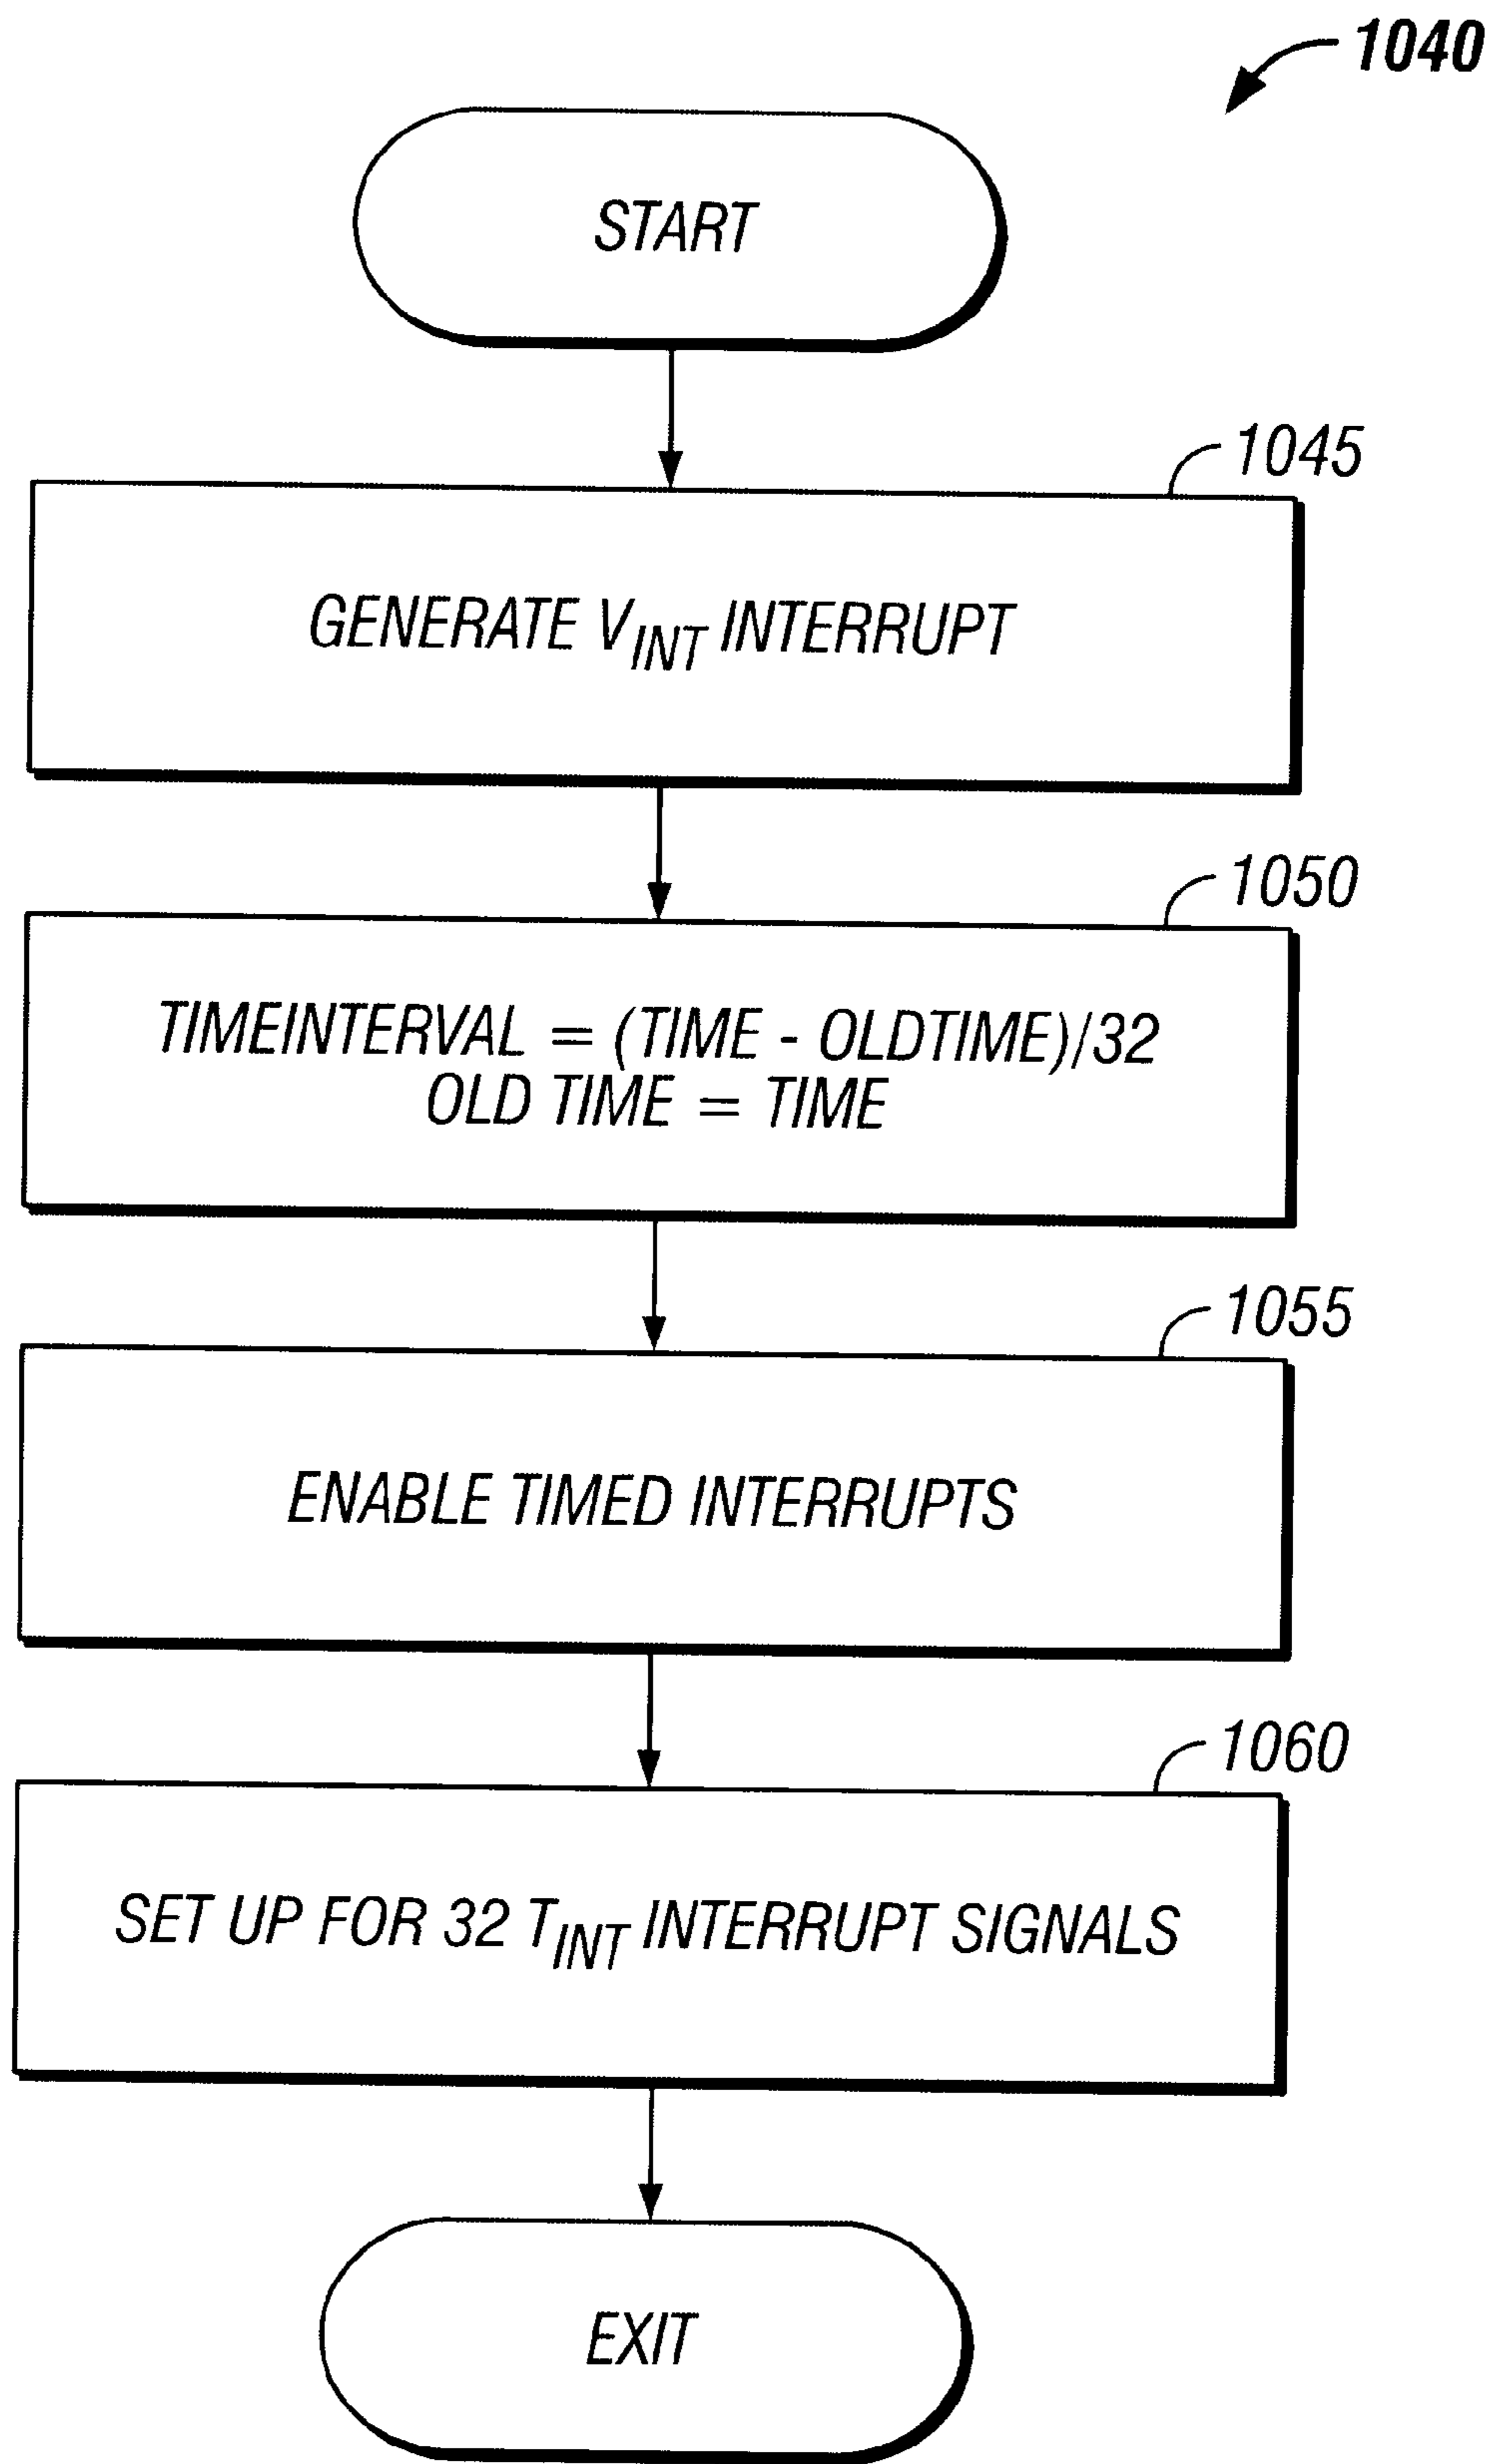 1040
START
1045
GENERATE VINT INTERRUPT
1050
TIMEINTERVAL = (TIME - OLDTIME)/32
OLD TIME = TIME
1055
ENABLE TIMED INTERRUPTS
1060
SET UP FOR 32 TINT INTERRUPT SIGNALS
EXIT